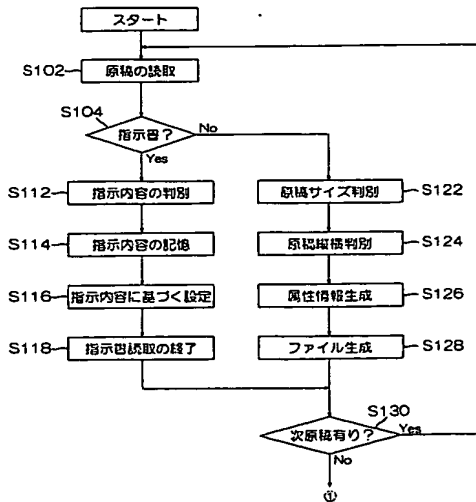 スタート
S102
原稿の読取
S104
指示書?
No
Yes
S112
指示内容の判別
原稿サイズ判別
S122
S114
指示内容の記憶
原稿縦横判別
S124
S116
指示内容に基づく設定
属性情報生成
S126
S118
指示書読取の終了
ファイル生成
S128
S130
次原稿有り?
Yes
No
①